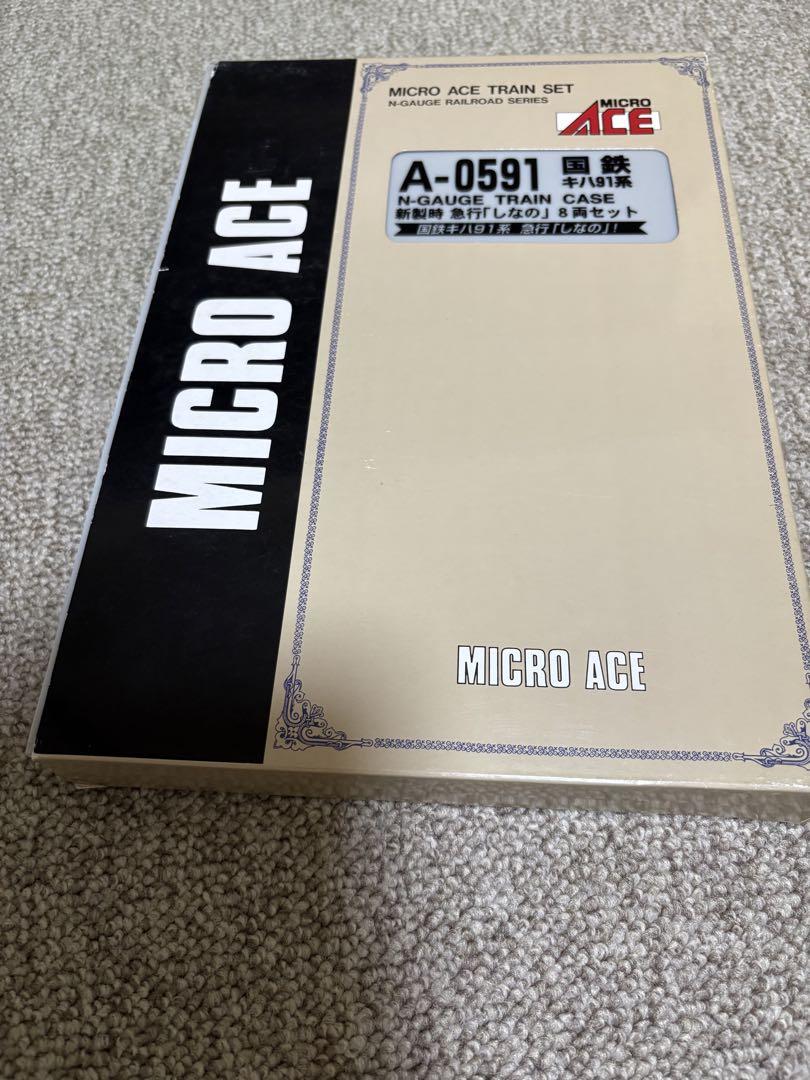 MICRO ACE
MICRO ACE TRAIN SET
N-GAUGE RAILROAD SERIES
MICRO
ACE
A-0591 国鉄
キハ91系
N-GAUGE TRAIN CASE
新製時 急行「しなの」 8両セット
国鉄キハ91系 急行「しなの」!
MICRO ACE